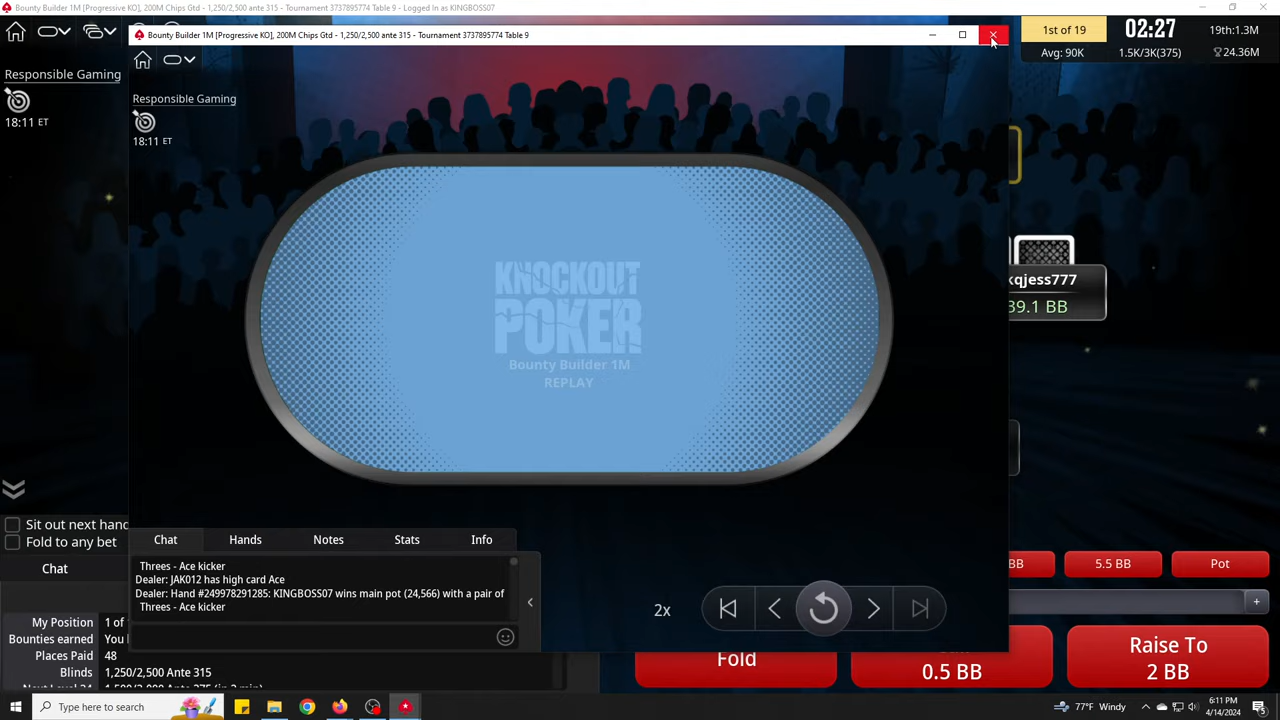 Bounty Builder 1M [Progressive KO], 200M Chips Gtd - 1,250/2,500 ante 315 - Tournament 3737895774 Table 9 - Logged In as KINGBOSS07
Bounty Builder 1M [Progressive KO], 200M Chips Gtd - 1,250/2,500 ante 315 - Tournament 3737895774 Table 9
1st of 19
02:27
19th:1.3M
Avg: 90K
1.5K/3K(375)
24.36M
Responsible Gaming
18:11 ET
Responsible Gaming
18:11 ET
KNOCKOUT
POKER
Bounty Builder 1M
REPLAY
kqjess777
39.1 BB
Sit out next hand
Fold to any bet
Chat
Chat
Hands
Notes
Stats
Info
Threes - Ace kicker
Dealer: JAK012 has high card Ace
Dealer: Hand #249978291285: KINGBOSS07 wins main pot (24,566) with a pair of
Threes - Ace kicker
2x
BB
5.5 BB
Pot
+
My Position
1 of
Bounties earned
You
Places Paid
48
Blinds
1,250/2,500 Ante 315
Fold
0.5 BB
Raise To
2 BB
Type here to search
77°F Windy
6:11 PM
4/14/2024
5